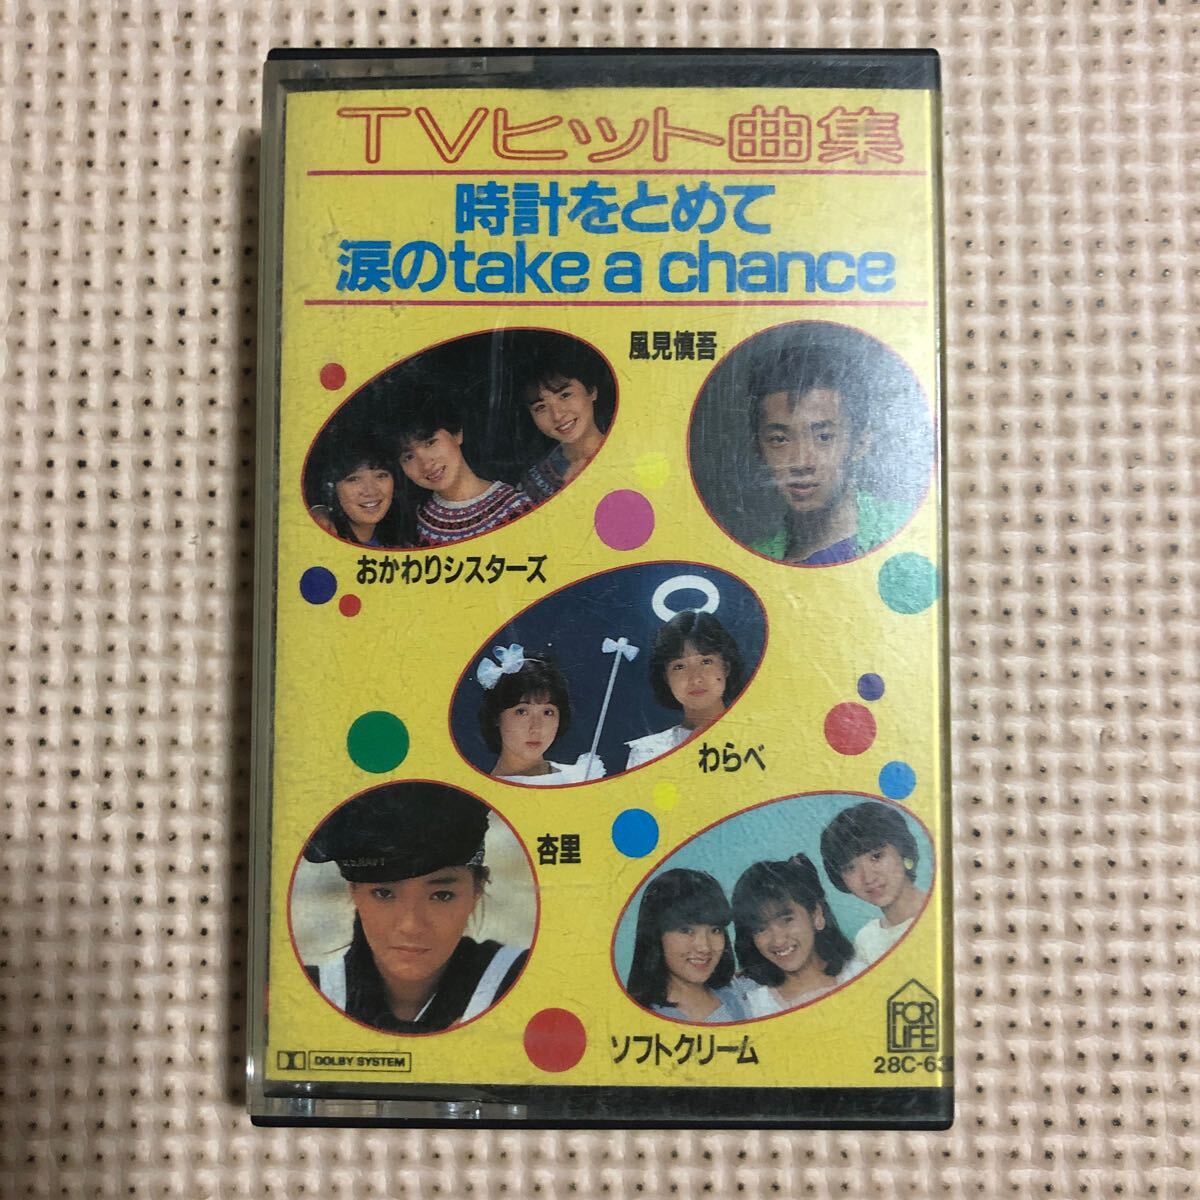 TVヒット曲集
時計をとめて
涙のtake a chance
風見慎吾
おかわりシスターズ
わらべ
杏里
ソフトクリーム
FOR
LIFE
DOLBY SYSTEM
28C-63